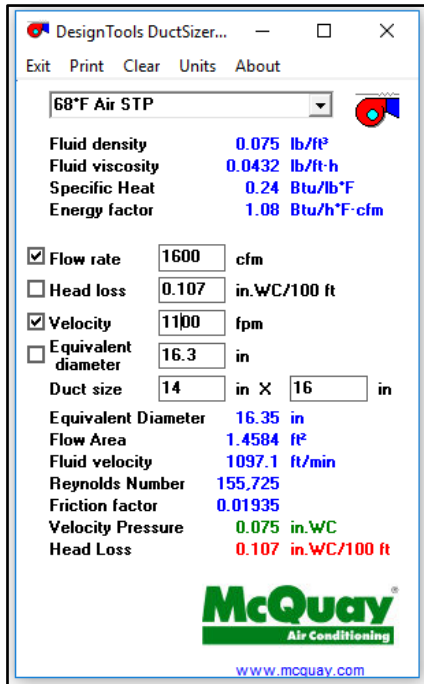 DesignTools DuctSizer...
Exit Print Clear Units About
68*F Air STP
Fluid density 0.075 lb/ft³
Fluid viscosity 0.0432 lb/ft·h
Specific Heat 0.24 Btu/lb*F
Energy factor 1.08 Btu/h*F·cfm
Flow rate 1600 cfm
Head loss 0.107 in.WC/100 ft
Velocity 1100 fpm
Equivalent
diameter 16.3 in
Duct size 14 in X 16 in
Equivalent Diameter 16.35 in
Flow Area 1.4584 ft²
Fluid velocity 1097.1 ft/min
Reynolds Number 155,725
Friction factor 0.01935
Velocity Pressure 0.075 in.WC
Head Loss 0.107 in.WC/100 ft
McQuay®
Air Conditioning
www.mcquay.com